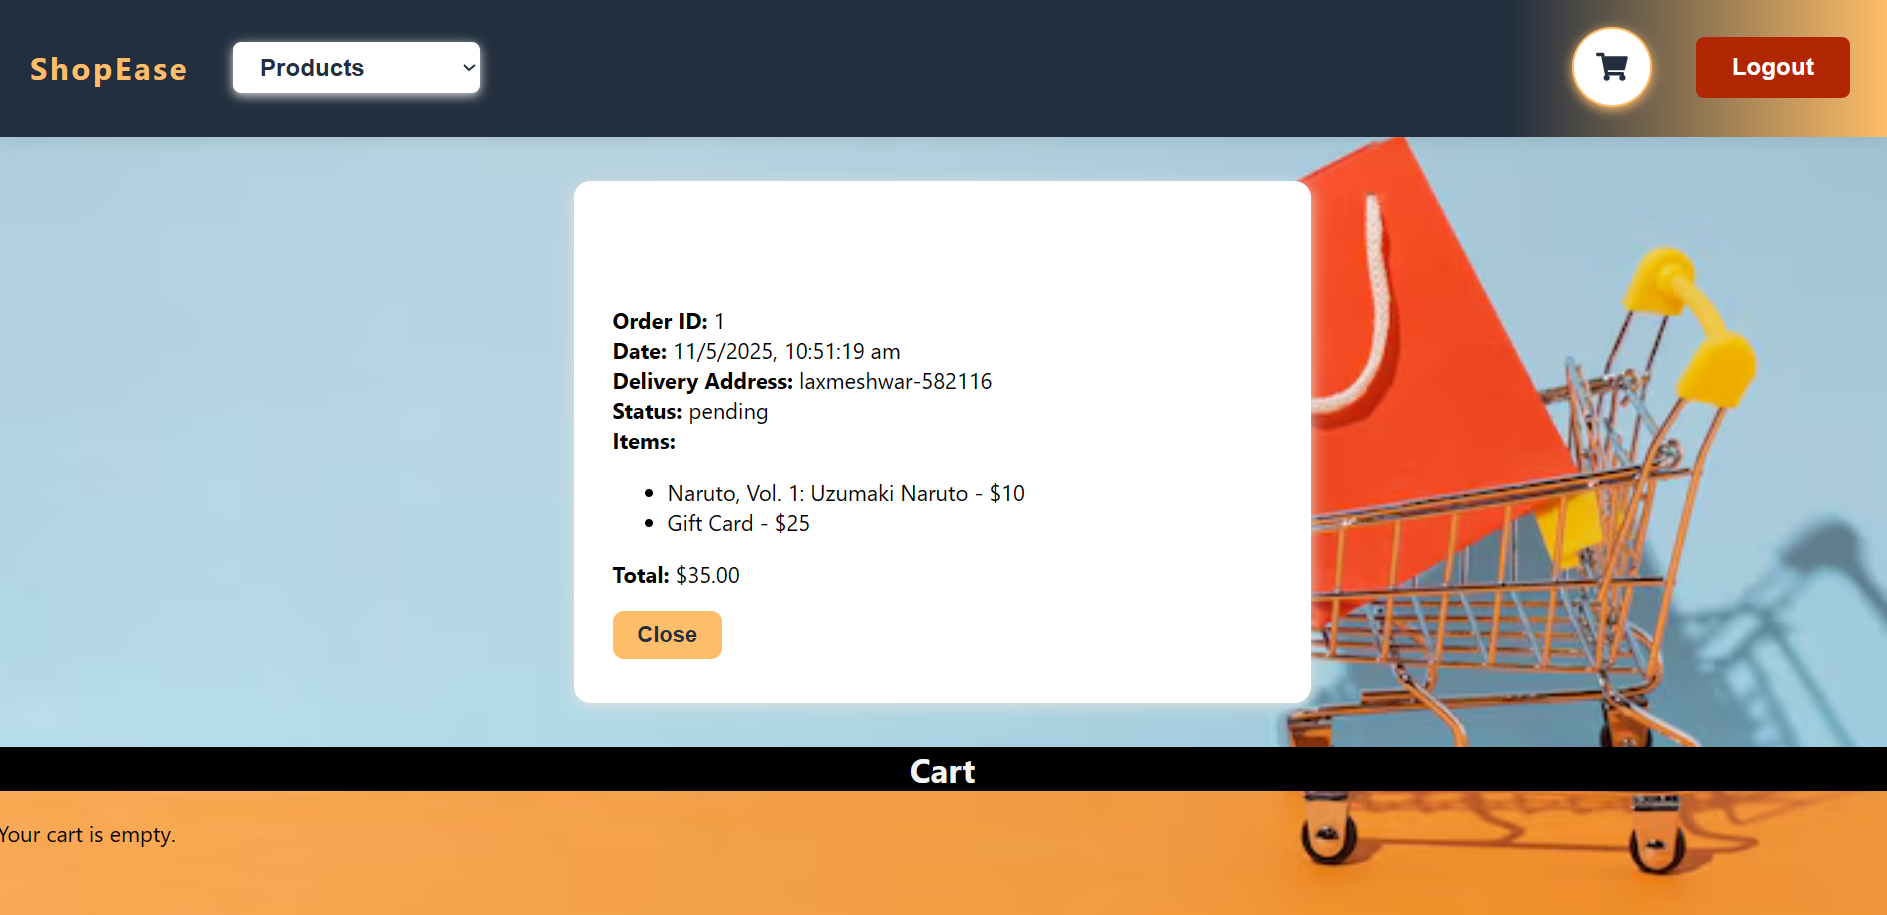 ShopEase
Products
Logout
Order ID: 1
Date: 11/5/2025, 10:51:19 am
Delivery Address: laxmeshwar-582116
Status: pending
Items:
• Naruto, Vol. 1: Uzumaki Naruto - $10
• Gift Card - $25
Total: $35.00
Close
Cart
Your cart is empty.